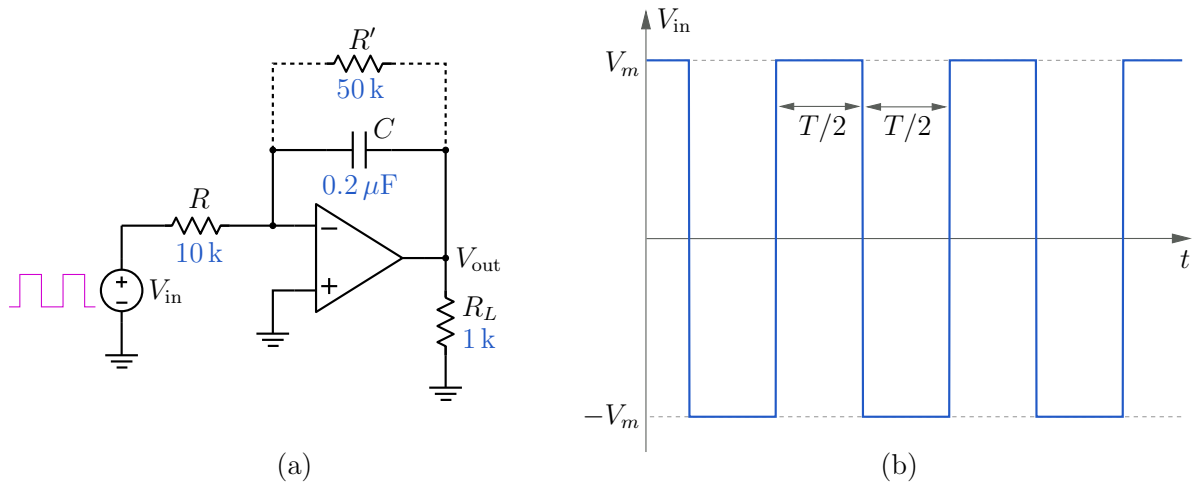 R′
50 k
C
0.2 μF
R
10 k
−
+
V_out
+
−
V_in
R_L
1 k
(a)
V_in
V_m
T/2 T/2
t
−V_m
(b)